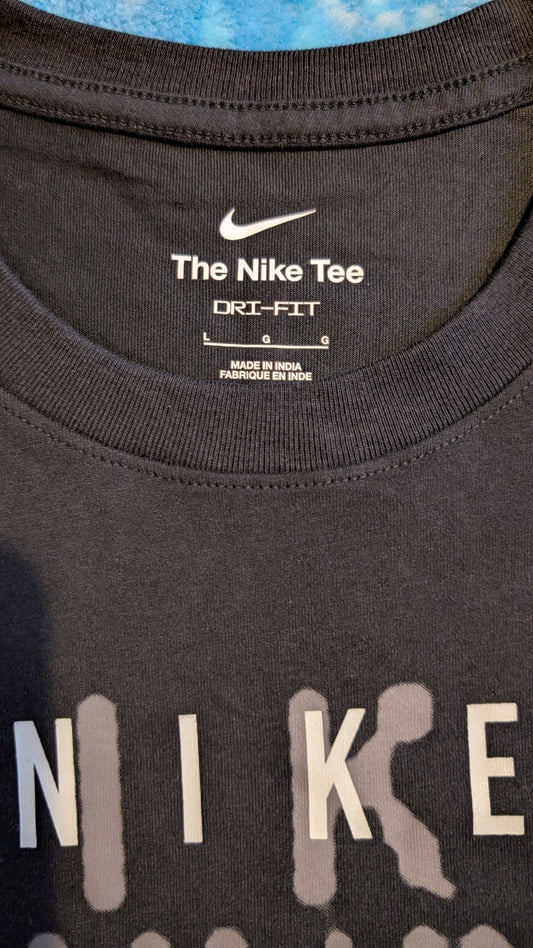 The Nike Tee
DRI-FIT
L G G
MADE IN INDIA
FABRIQUE EN INDE
NIKE